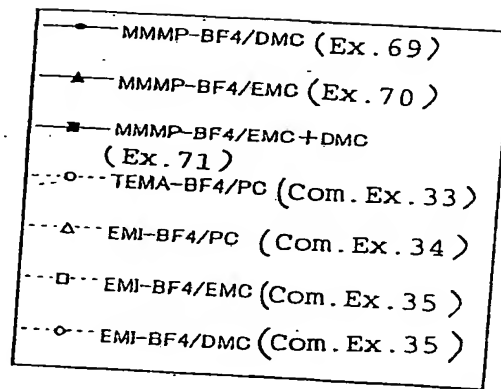 MMMP-BF4/DMC (Ex.69)
MMMP-BF4/EMC (Ex.70)
MMMP-BF4/EMC+DMC
(Ex.71)
TEMA-BF4/PC (Com.Ex.33)
EMI-BF4/PC (Com.Ex.34)
EMI-BF4/EMC (Com.Ex.35)
EMI-BF4/DMC (Com.Ex.35)